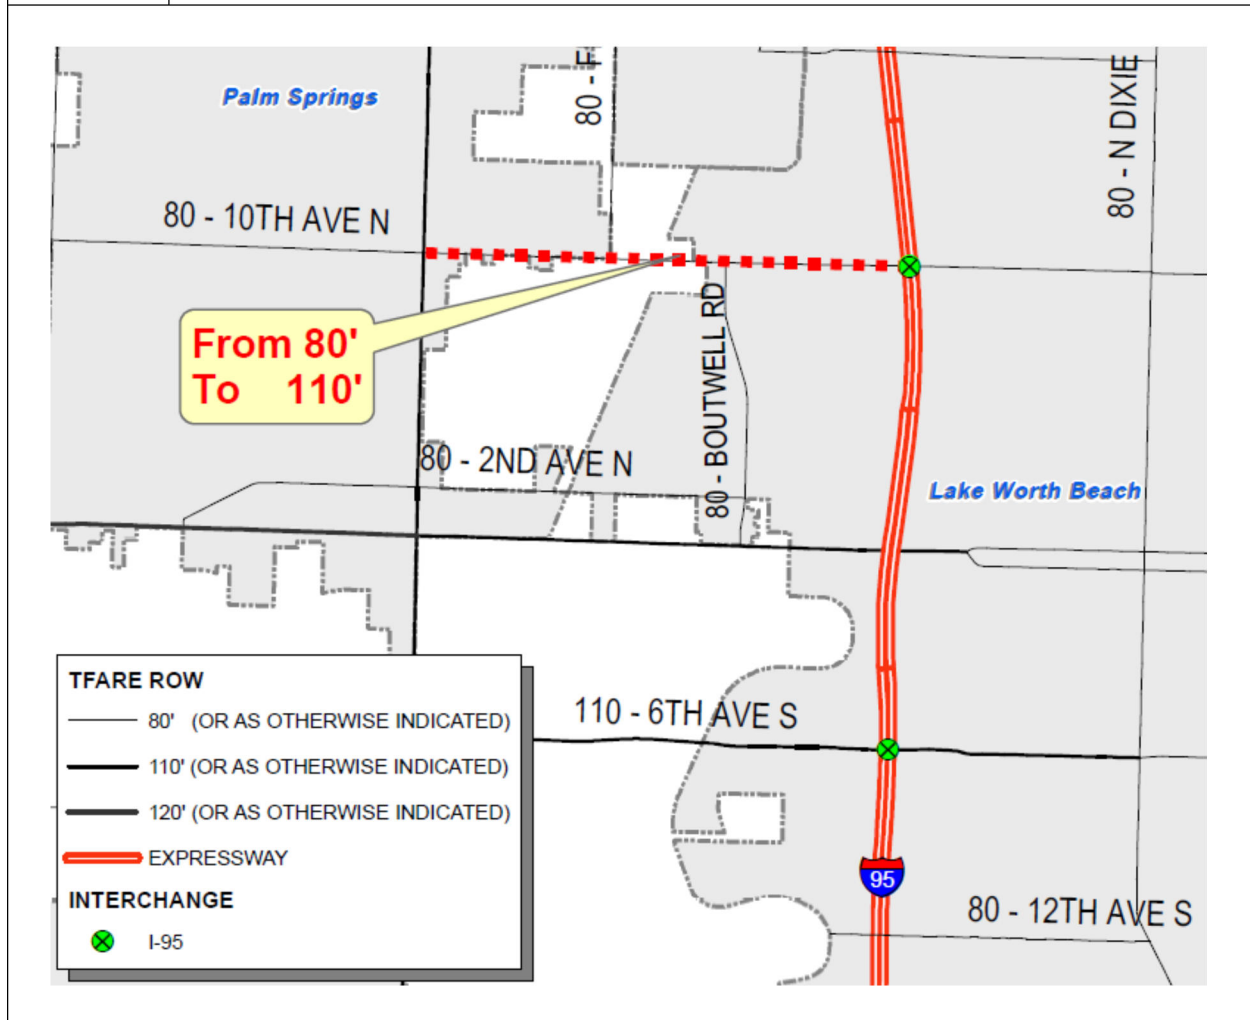 Palm Springs
80 - F
80 - N DIXIE
80 - 10TH AVE N
From 80'
To 110'
80 - BOUTWELL RD
80 - 2ND AVE N
Lake Worth Beach
TFARE ROW
80' (OR AS OTHERWISE INDICATED)
110' (OR AS OTHERWISE INDICATED)
120' (OR AS OTHERWISE INDICATED)
EXPRESSWAY
INTERCHANGE
I-95
110 - 6TH AVE S
95
80 - 12TH AVE S